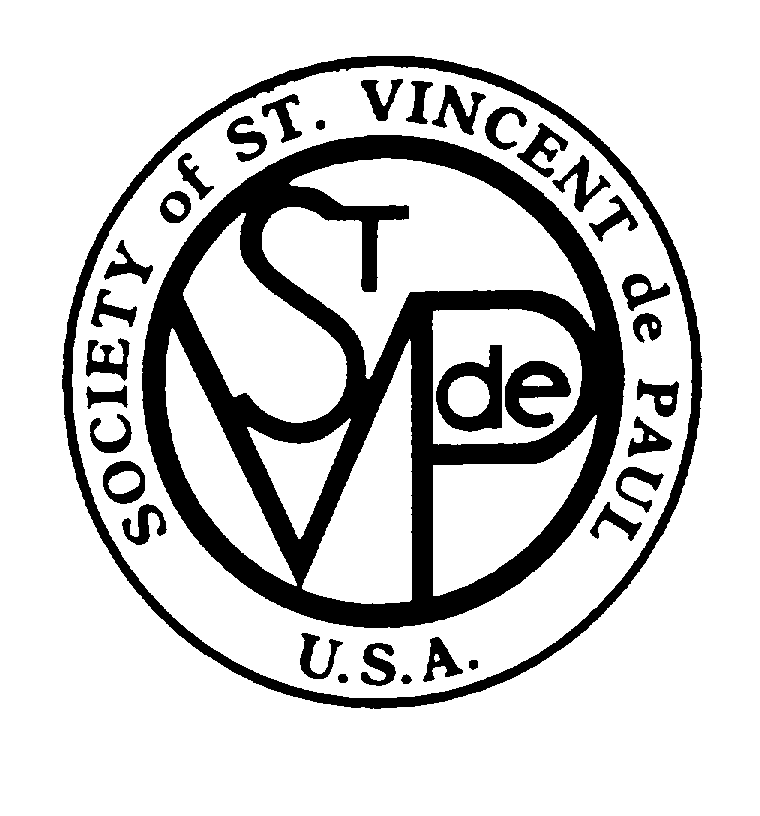 SOCIETY of ST. VINCENT de PAUL
ST
V de P
U.S.A.